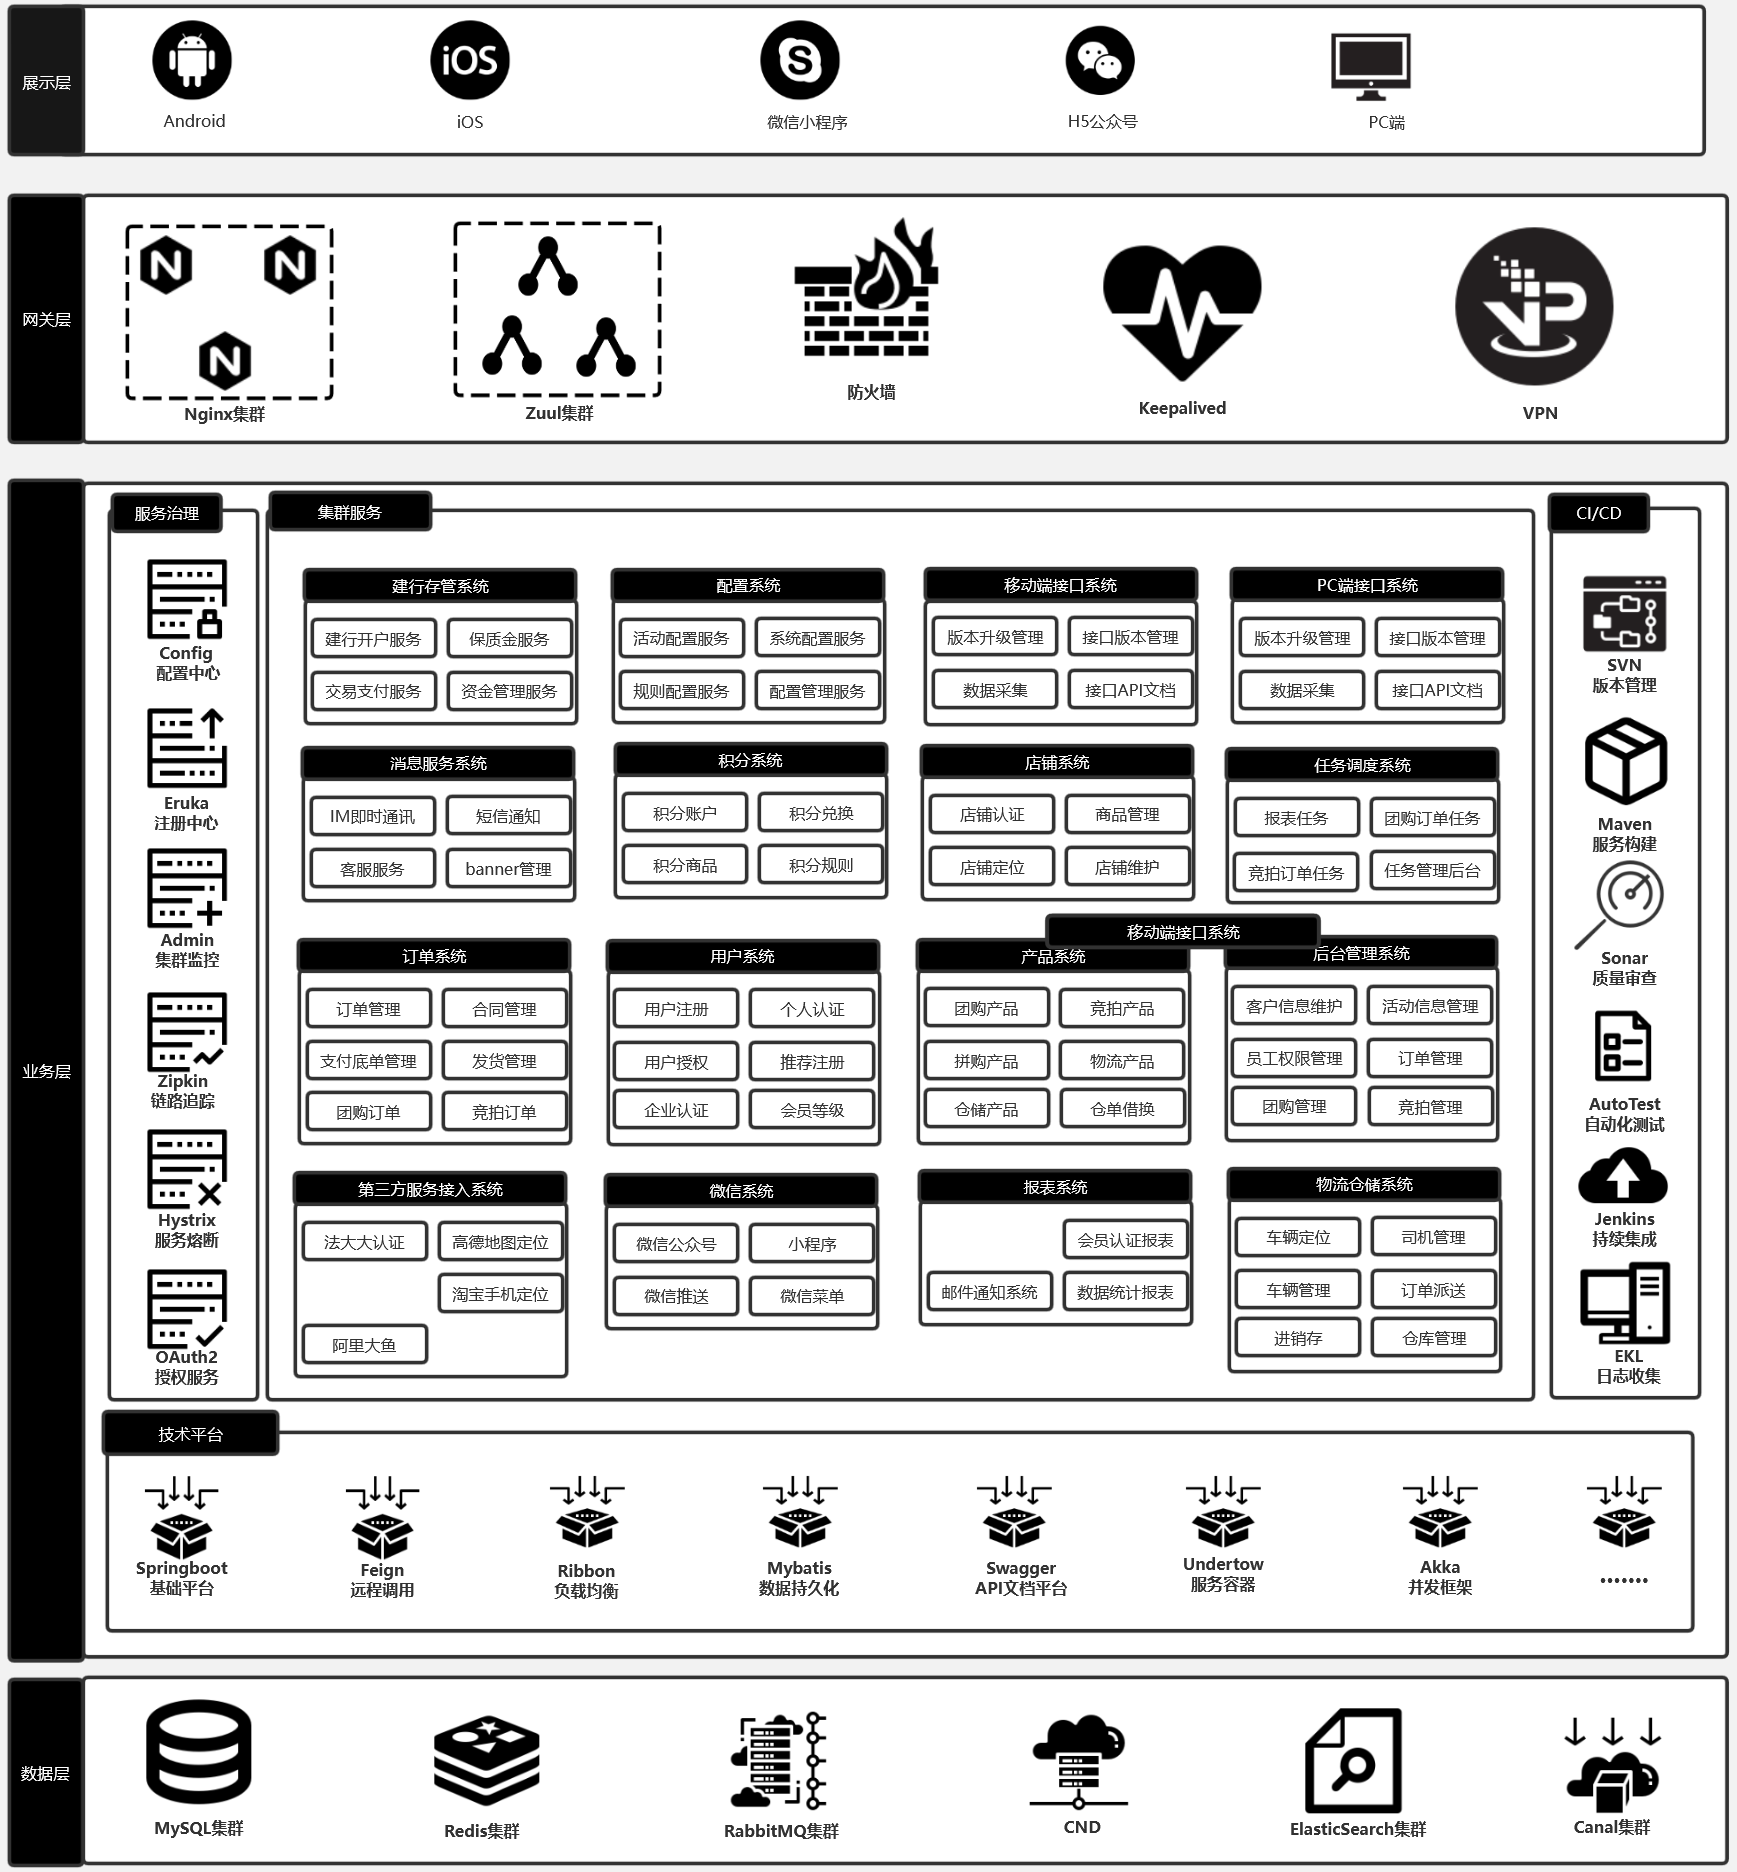 展示层
Android
iOS
iOS
S
微信小程序
H5公众号
PC端
网关层
N
N
N
Nginx集群
Zuul集群
防火墙
Keepalived
VPN
业务层
服务治理
Config
配置中心
Eruka
注册中心
Admin
集群监控
Zipkin
链路追踪
Hystrix
服务熔断
OAuth2
授权服务
集群服务
建行存管系统
建行开户服务
保质金服务
交易支付服务
资金管理服务
配置系统
活动配置服务
系统配置服务
规则配置服务
配置管理服务
移动端接口系统
版本升级管理
接口版本管理
数据采集
接口API文档
PC端接口系统
版本升级管理
接口版本管理
数据采集
接口API文档
消息服务系统
IM即时通讯
短信通知
客服服务
banner管理
积分系统
积分账户
积分兑换
积分商品
积分规则
店铺系统
店铺认证
商品管理
店铺定位
店铺维护
任务调度系统
报表任务
团购订单任务
竞拍订单任务
任务管理后台
订单系统
订单管理
合同管理
支付底单管理
发货管理
团购订单
竞拍订单
用户系统
用户注册
个人认证
用户授权
推荐注册
企业认证
会员等级
移动端接口系统
产品系统
团购产品
竞拍产品
拼购产品
物流产品
仓储产品
仓单借换
后台管理系统
客户信息维护
活动信息管理
员工权限管理
订单管理
团购管理
竞拍管理
第三方服务接入系统
法大大认证
高德地图定位
淘宝手机定位
阿里大鱼
微信系统
微信公众号
小程序
微信推送
微信菜单
报表系统
会员认证报表
邮件通知系统
数据统计报表
物流仓储系统
车辆定位
司机管理
车辆管理
订单派送
进销存
仓库管理
CI/CD
SVN
版本管理
Maven
服务构建
Sonar
质量审查
AutoTest
自动化测试
Jenkins
持续集成
EKL
日志收集
技术平台
Springboot
基础平台
Feign
远程调用
Ribbon
负载均衡
Mybatis
数据持久化
Swagger
API文档平台
Undertow
服务容器
Akka
并发框架
.......
数据层
MySQL集群
Redis集群
RabbitMQ集群
CND
ElasticSearch集群
Canal集群